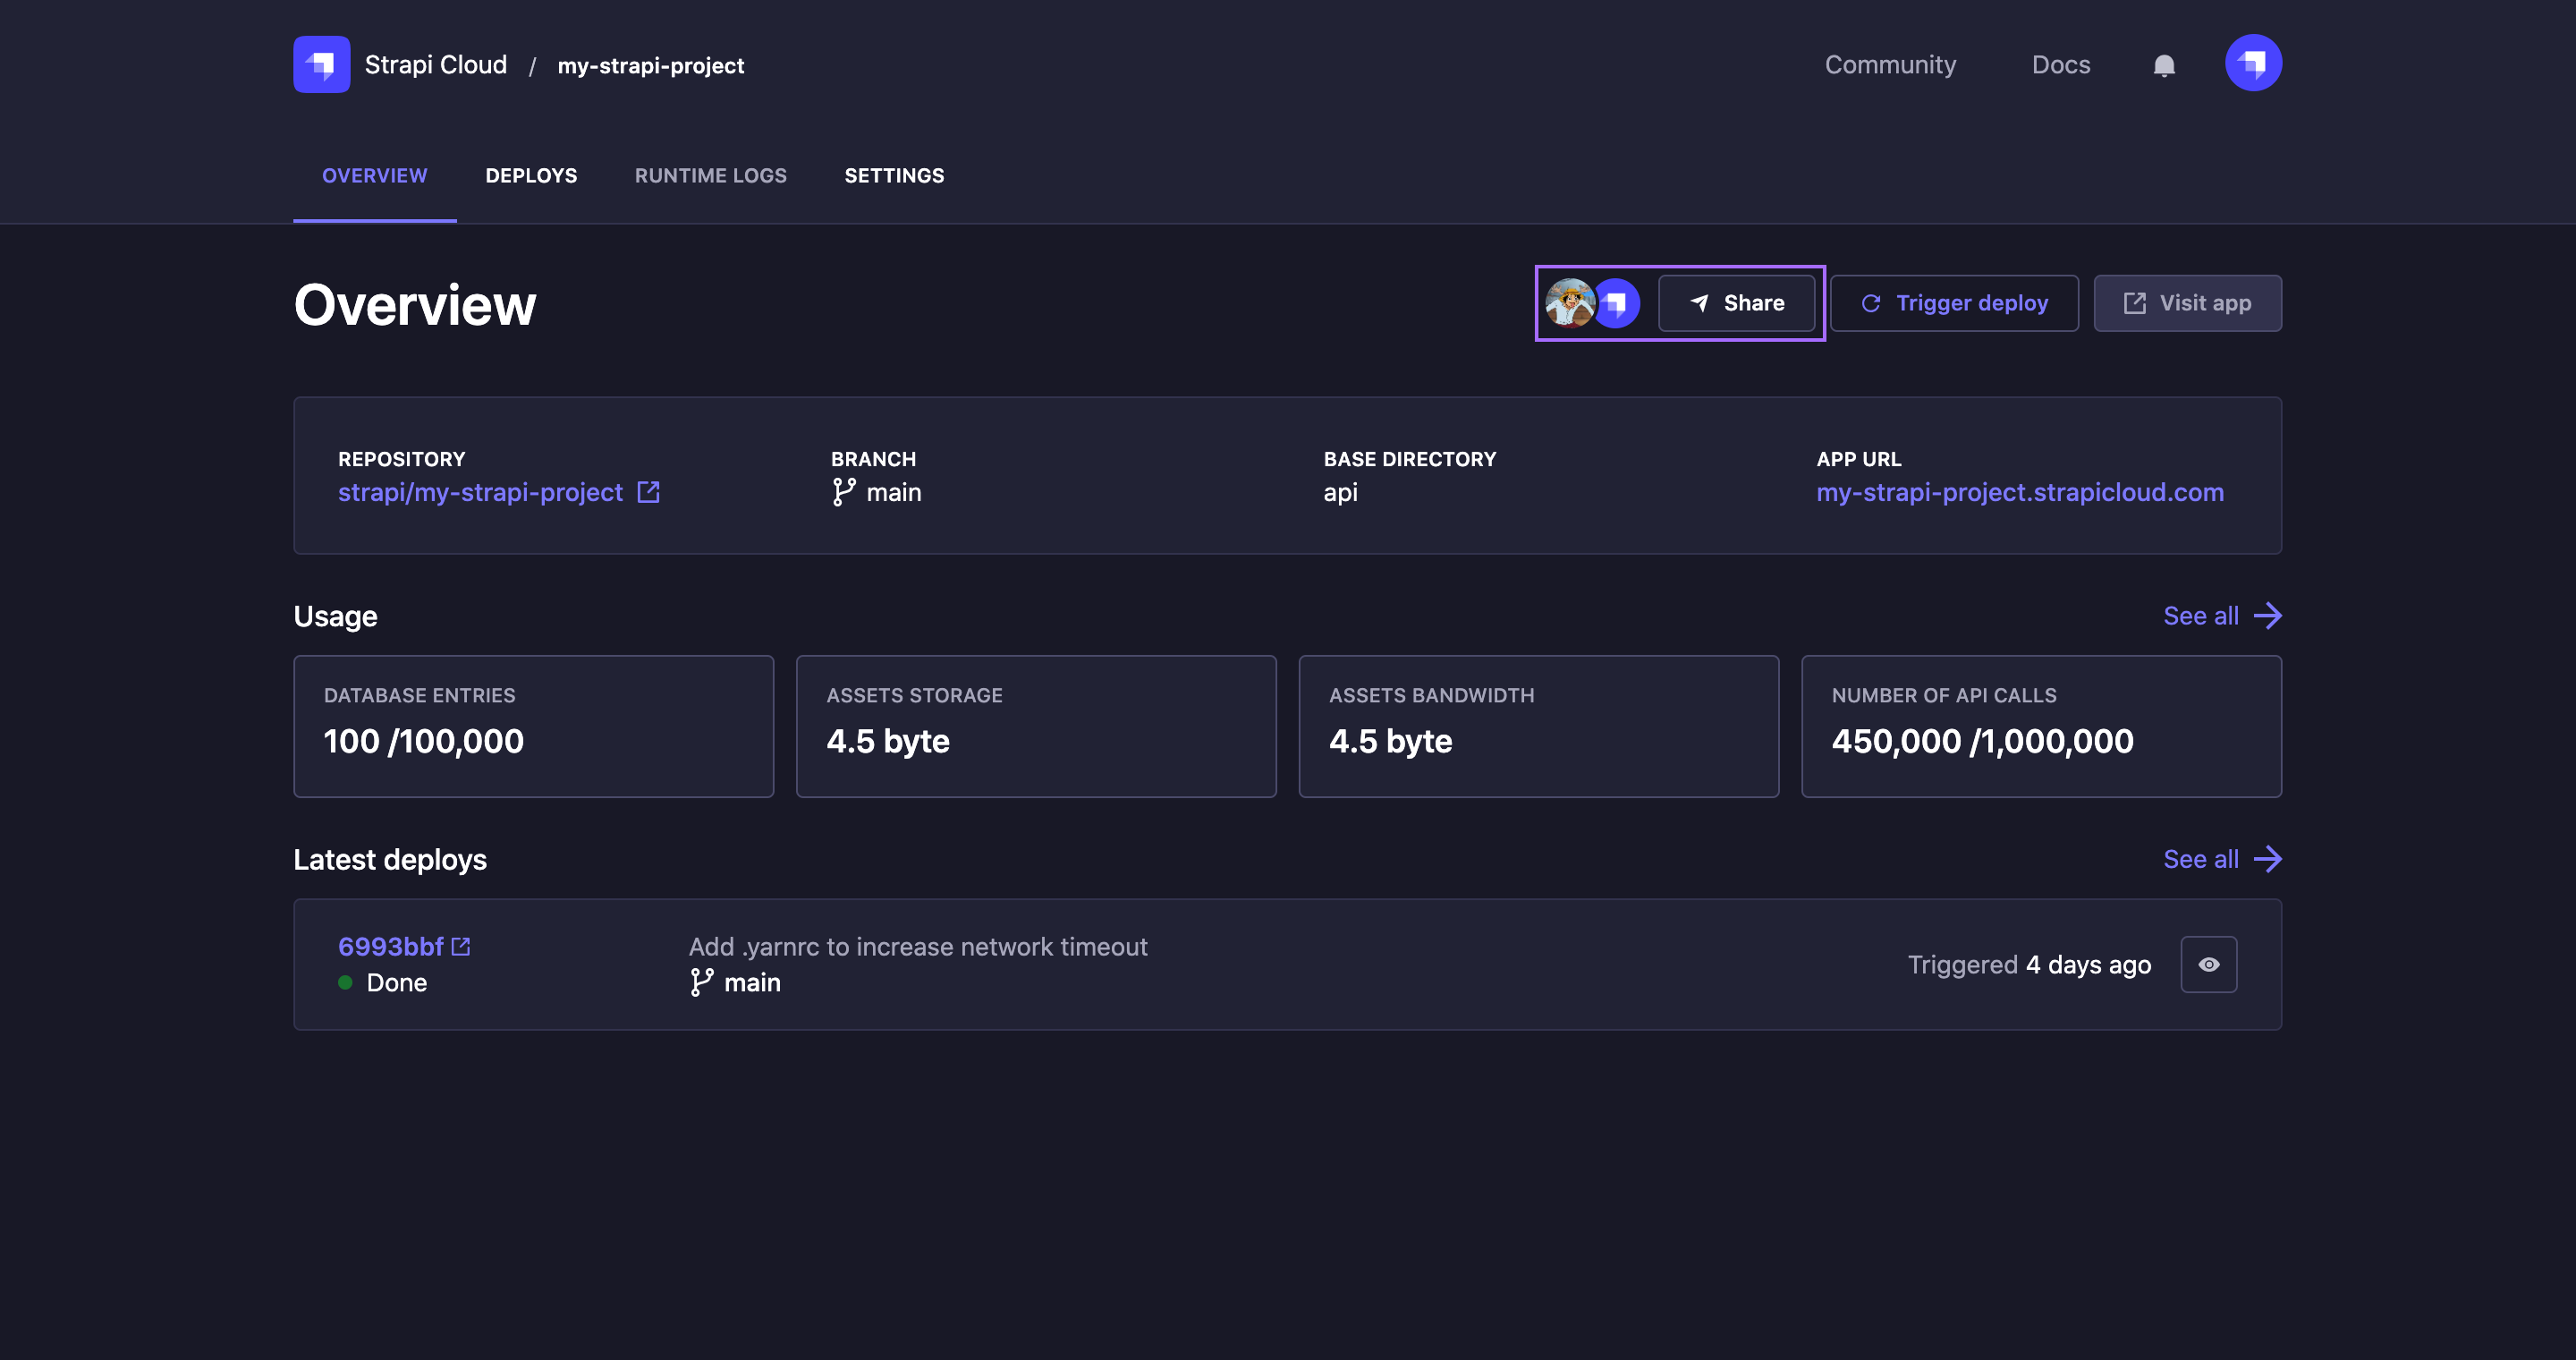 Strapi Cloud / my-strapi-project
Community
Docs
OVERVIEW
DEPLOYS
RUNTIME LOGS
SETTINGS
Overview
Share
Trigger deploy
Visit app
REPOSITORY
strapi/my-strapi-project
BRANCH
main
BASE DIRECTORY
api
APP URL
my-strapi-project.strapicloud.com
Usage
See all
DATABASE ENTRIES
100 /100,000
ASSETS STORAGE
4.5 byte
ASSETS BANDWIDTH
4.5 byte
NUMBER OF API CALLS
450,000 /1,000,000
Latest deploys
See all
6993bbf
Done
Add .yarnrc to increase network timeout
main
Triggered 4 days ago